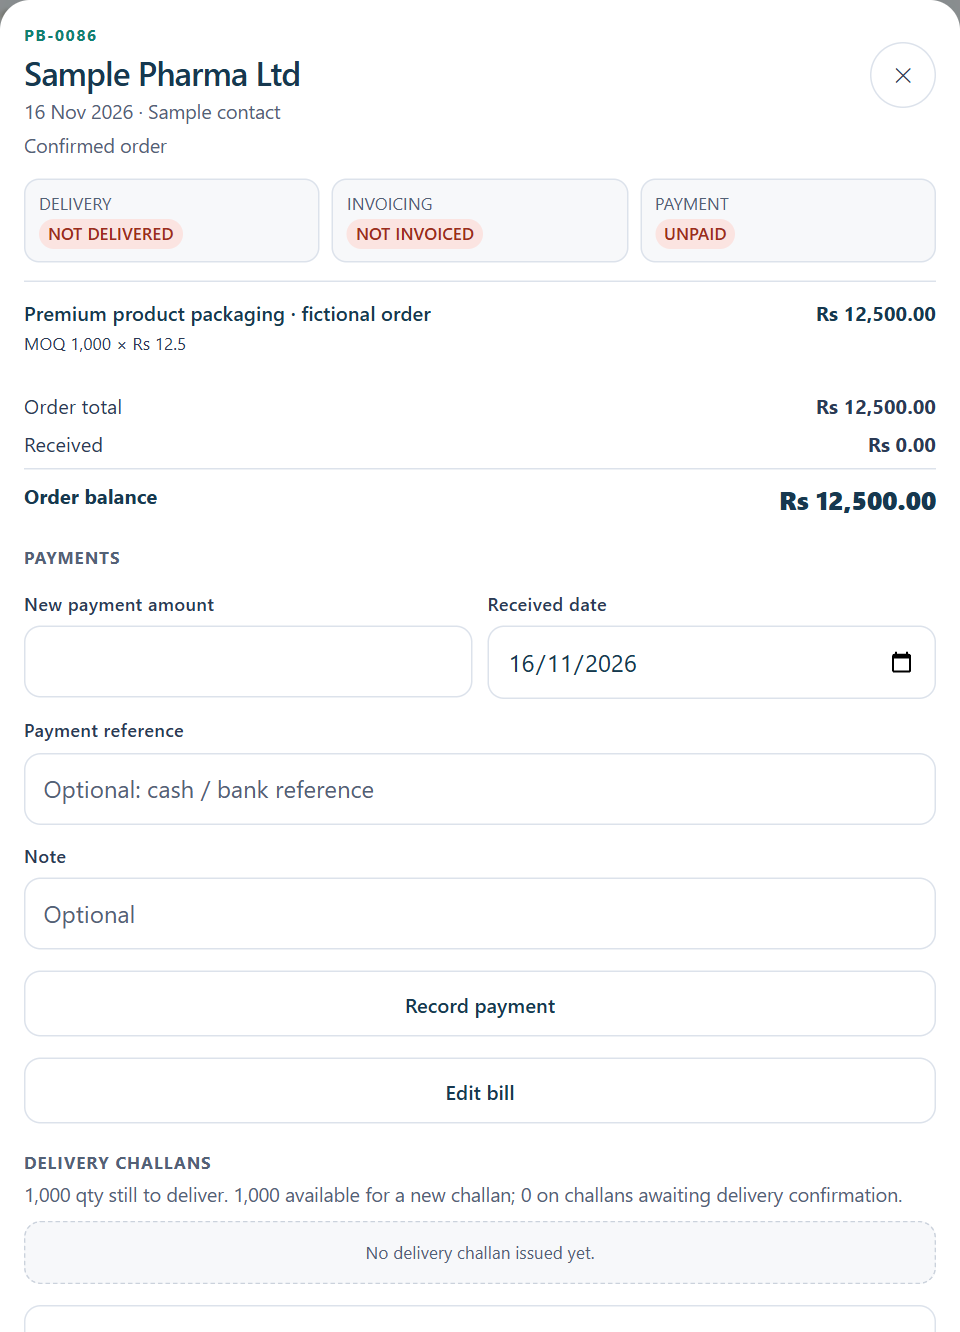 PB-0086
Sample Pharma Ltd
16 Nov 2026 · Sample contact
Confirmed order
DELIVERY
NOT DELIVERED
INVOICING
NOT INVOICED
PAYMENT
UNPAID
Premium product packaging · fictional order Rs 12,500.00
MOQ 1,000 × Rs 12.5
Order total Rs 12,500.00
Received Rs 0.00
Order balance Rs 12,500.00
PAYMENTS
New payment amount
Received date
16/11/2026
Payment reference
Optional: cash / bank reference
Note
Optional
Record payment
Edit bill
DELIVERY CHALLANS
1,000 qty still to deliver. 1,000 available for a new challan; 0 on challans awaiting delivery confirmation.
No delivery challan issued yet.